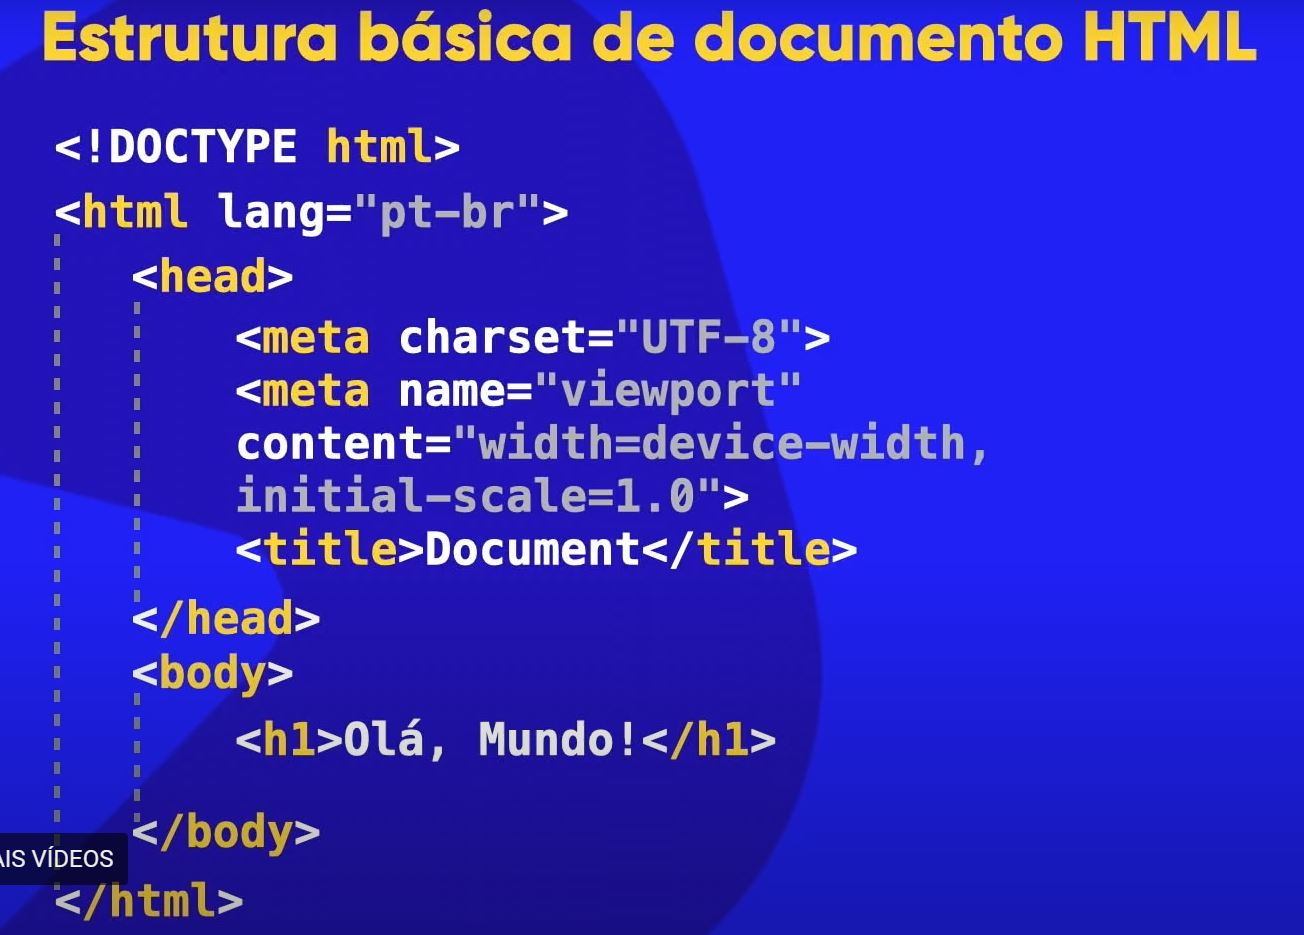 Estrutura básica de documento HTML
<!DOCTYPE html>
<html lang="pt-br">
<head>
<meta charset="UTF-8">
<meta name="viewport"
content="width=device-width,
initial-scale=1.0">
<title>Document</title>
</head>
<body>
<h1>Olá, Mundo!</h1>
</body>
VÍDEOS
</html>